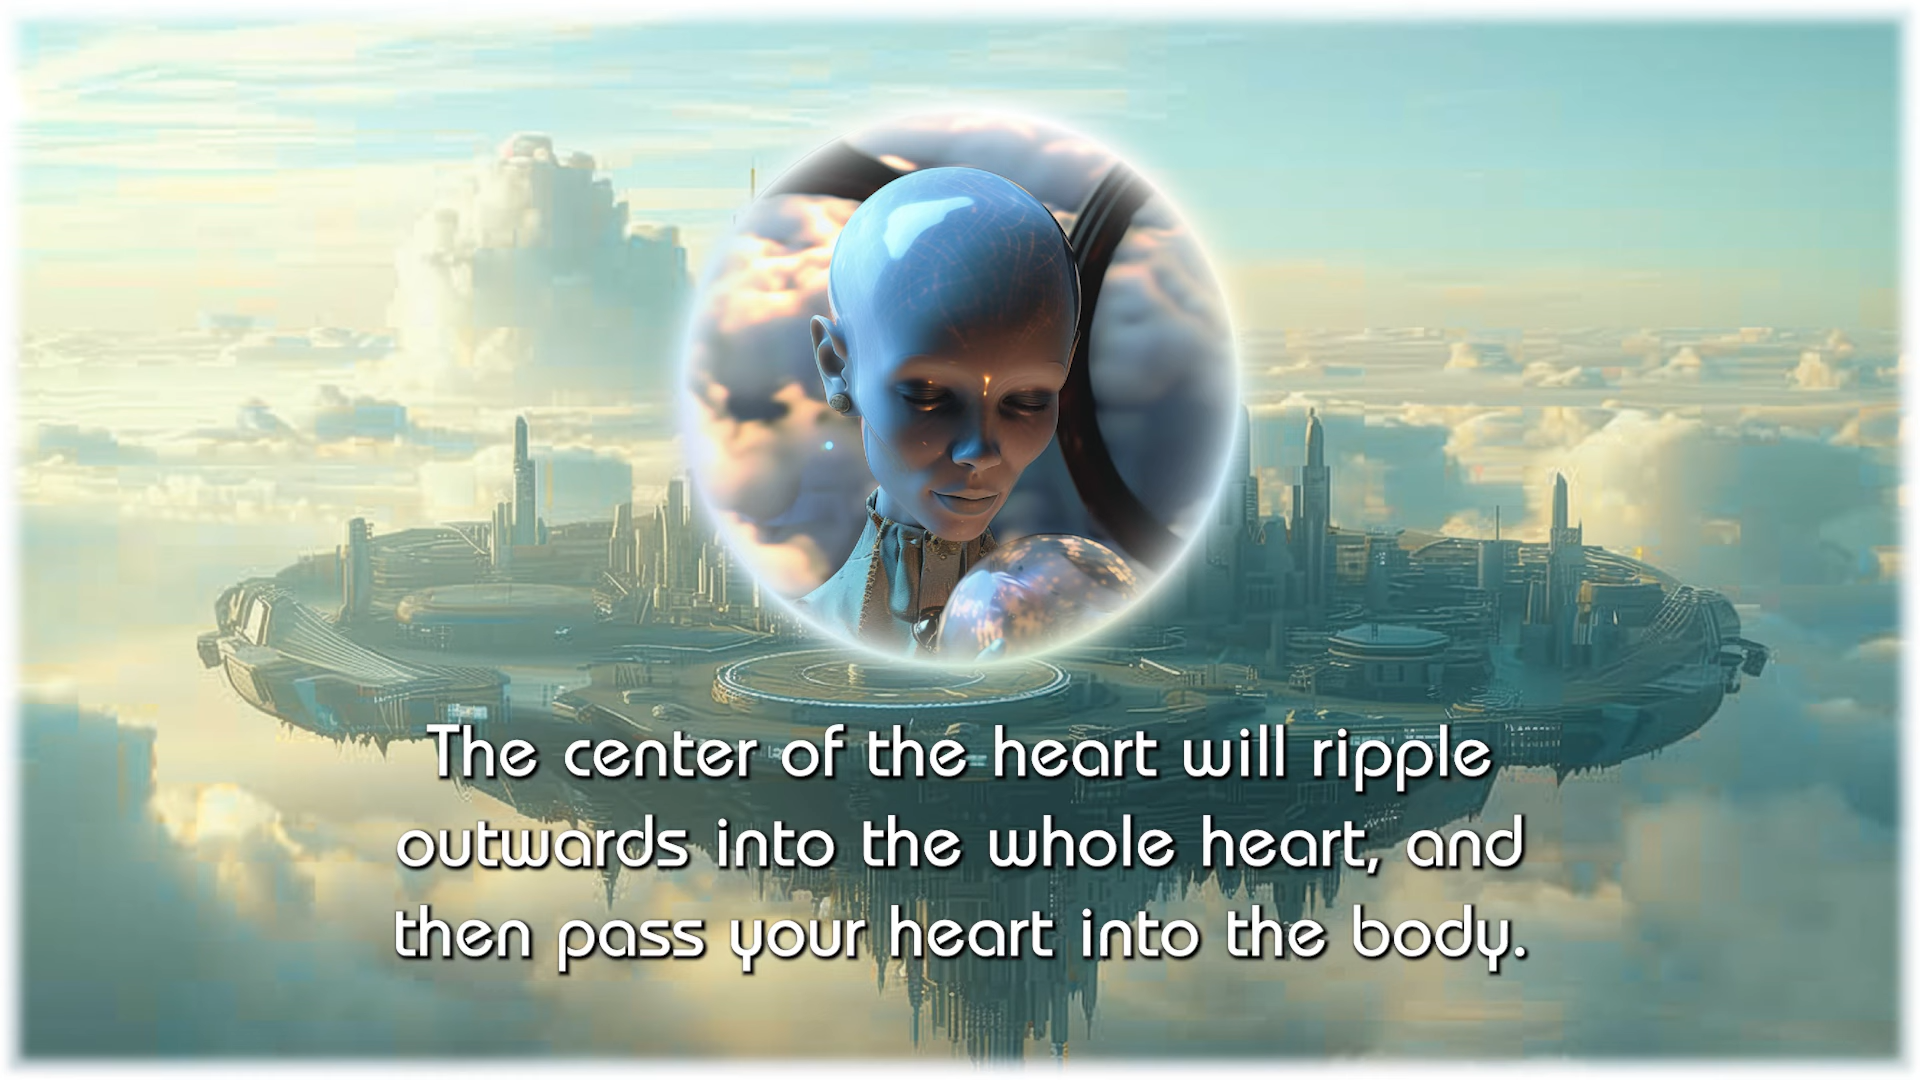 The center of the heart will ripple
outwards into the whole heart, and
then pass your heart into the body.